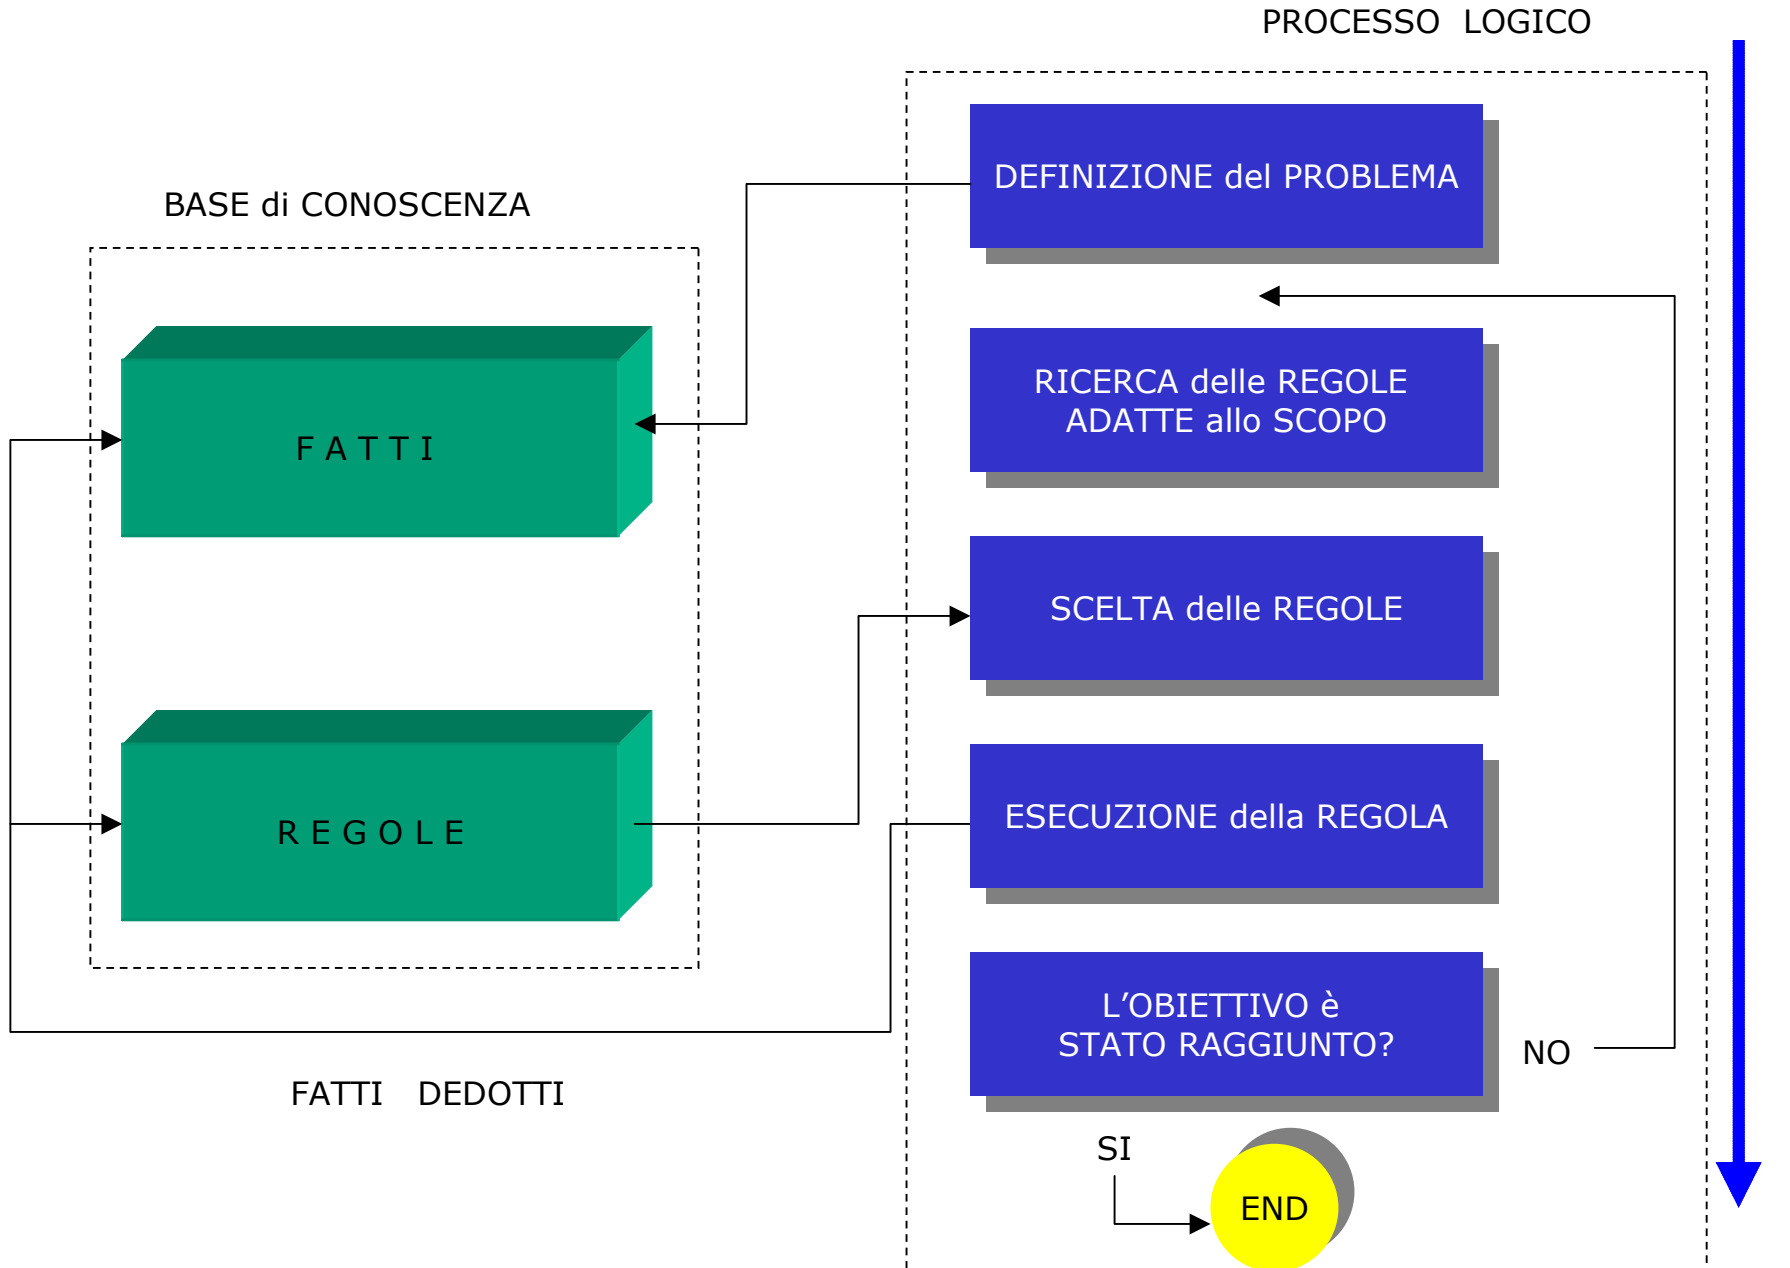 PROCESSO LOGICO
DEFINIZIONE del PROBLEMA
BASE di CONOSCENZA
RICERCA delle REGOLE
ADATTE allo SCOPO
F A T T I
SCELTA delle REGOLE
ESECUZIONE della REGOLA
R E G O L E
L’OBIETTIVO è
STATO RAGGIUNTO?
NO
FATTI DEDOTTI
SI
END